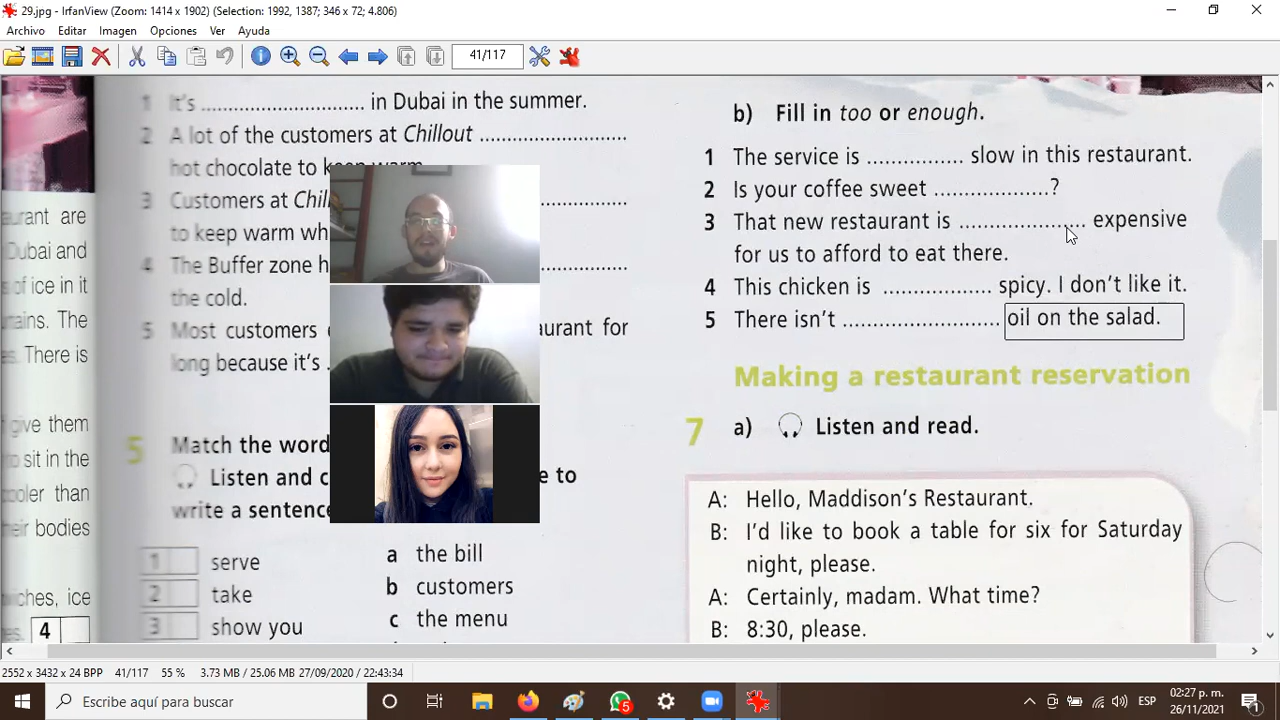 29.jpg - IrfanView (Zoom: 1414 x 1902) (Selection: 1992, 1387; 346 x 72; 4.806)
Archivo Editar Imagen Opciones Ver Ayuda
41/117
aurant are
Dubai and
s of ice in it
tains. The
es. There is
give them
to sit in the
cooler than
heir bodies
ches, ice
4
1 It's ............................ in Dubai in the summer.
2 A lot of the customers at Chillout .........................
hot chocolate to keep warm.
3 Customers at Chil
to keep warm wh
4 The Buffer zone h
the cold.
5 Most customers urant for
long because it's .
5 Match the word
Listen and c e to
write a sentence
1 serve a the bill
2 take b customers
3 show you c the menu
b) Fill in too or enough.
1 The service is ............... slow in this restaurant.
2 Is your coffee sweet ..................?
3 That new restaurant is ...................... expensive
for us to afford to eat there.
4 This chicken is ................. spicy. I don't like it.
5 There isn't ......................... oil on the salad.
Making a restaurant reservation
7 a) Listen and read.
A: Hello, Maddison's Restaurant.
B: I'd like to book a table for six for Saturday
night, please.
A: Certainly, madam. What time?
B: 8:30, please.
2552 x 3432 x 24 BPP 41/117 55 % 3.73 MB / 25.06 MB 27/09/2020 / 22:43:34
Escribe aquí para buscar
5
ESP
02:27 p. m.
26/11/2021
1